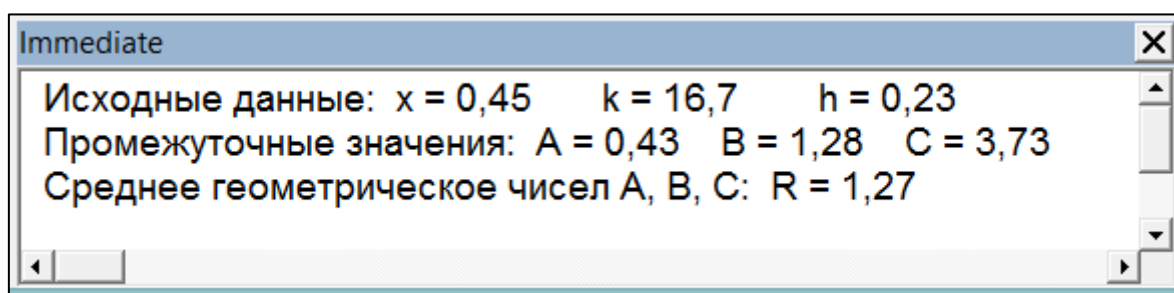 Immediate
Исходные данные: x = 0,45 k = 16,7 h = 0,23
Промежуточные значения: A = 0,43 B = 1,28 C = 3,73
Среднее геометрическое чисел A, B, C: R = 1,27